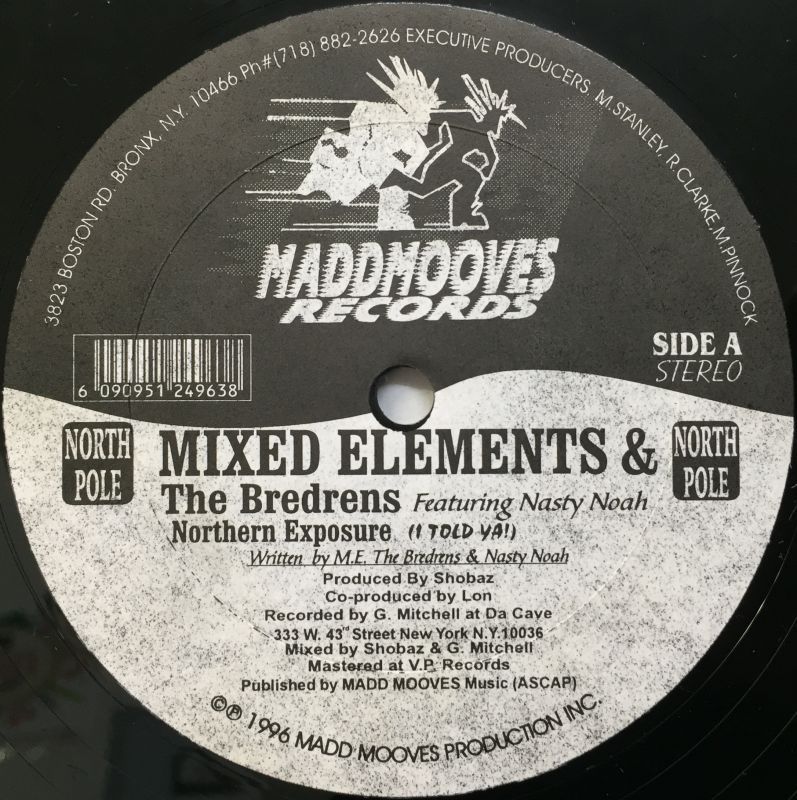 3823 BOSTON RD. BRONX, N.Y. 10466 Ph#(718) 882-2626 EXECUTIVE PRODUCERS M.STANLEY, R.CLARKE, M.PINNOCK
MADDMOOVES
RECORDS
SIDE A
STEREO
6 090951 249638
NORTH
POLE
MIXED ELEMENTS &
NORTH
POLE
The Bredrens Featuring Nasty Noah
Northern Exposure (I TOLD YA!)
Written by M.E. The Bredrens & Nasty Noah
Produced By Shobaz
Co-produced by Lon
Recorded by G. Mitchell at Da Cave
333 W. 43rd Street New York N.Y.10036
Mixed by Shobaz & G. Mitchell
Mastered at V.P. Records
Published by MADD MOOVES Music (ASCAP)
©℗ 1996 MADD MOOVES PRODUCTION INC.